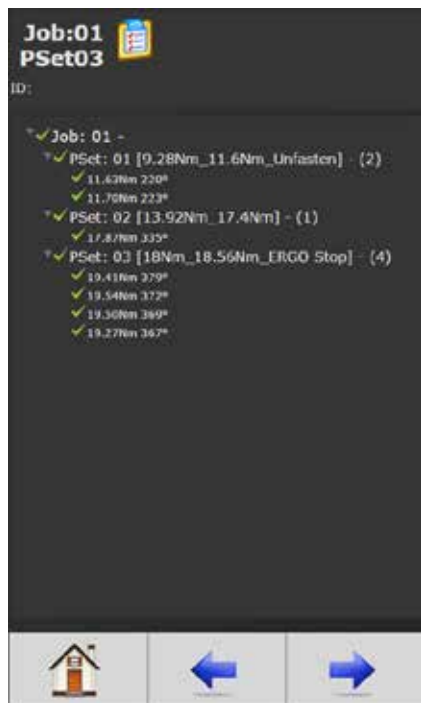 Job:01
PSet03
ID:
Job: 01 -
PSet: 01 [9.28Nm_11.6Nm_Unfasten] - (2)
11.63Nm 220°
11.70Nm 223°
PSet: 02 [13.92Nm_17.4Nm] - (1)
17.87Nm 335°
PSet: 03 [18Nm_18.56Nm_ERGO Stop] - (4)
19.41Nm 379°
19.54Nm 372°
19.50Nm 369°
19.27Nm 367°